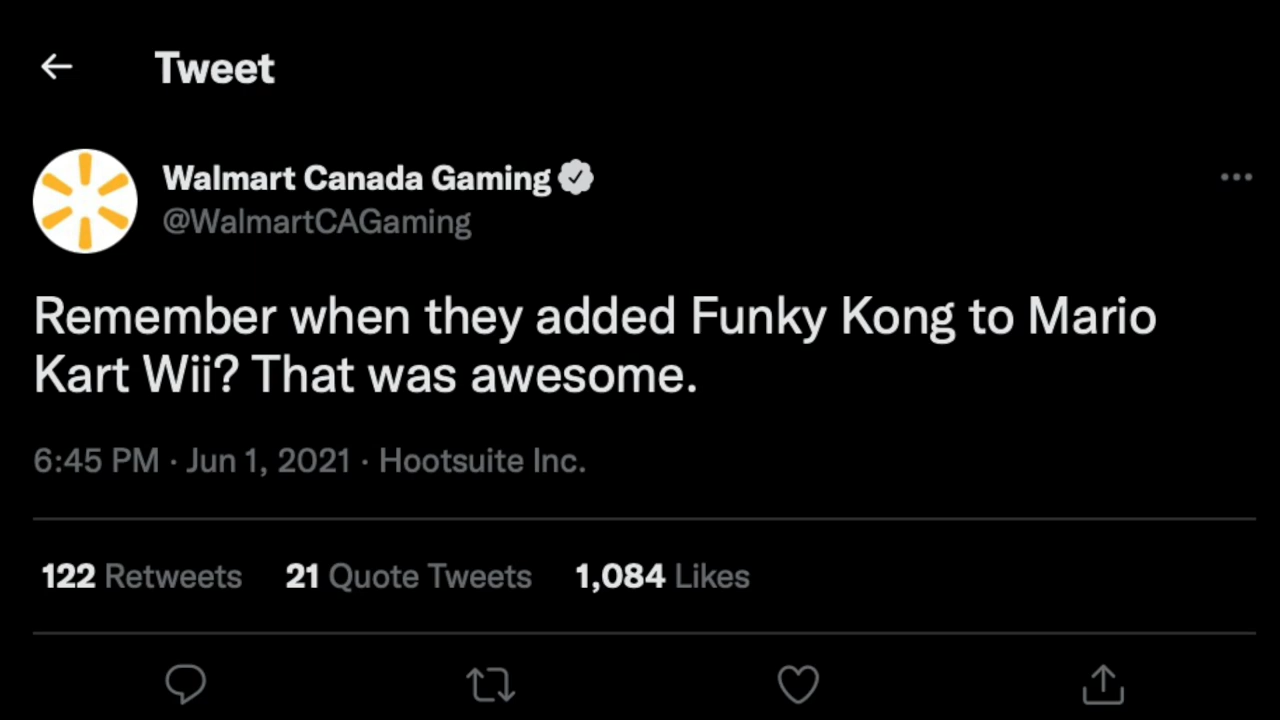 Tweet
Walmart Canada Gaming
@WalmartCAGaming
Remember when they added Funky Kong to Mario
Kart Wii? That was awesome.
6:45 PM · Jun 1, 2021 · Hootsuite Inc.
122 Retweets 21 Quote Tweets 1,084 Likes